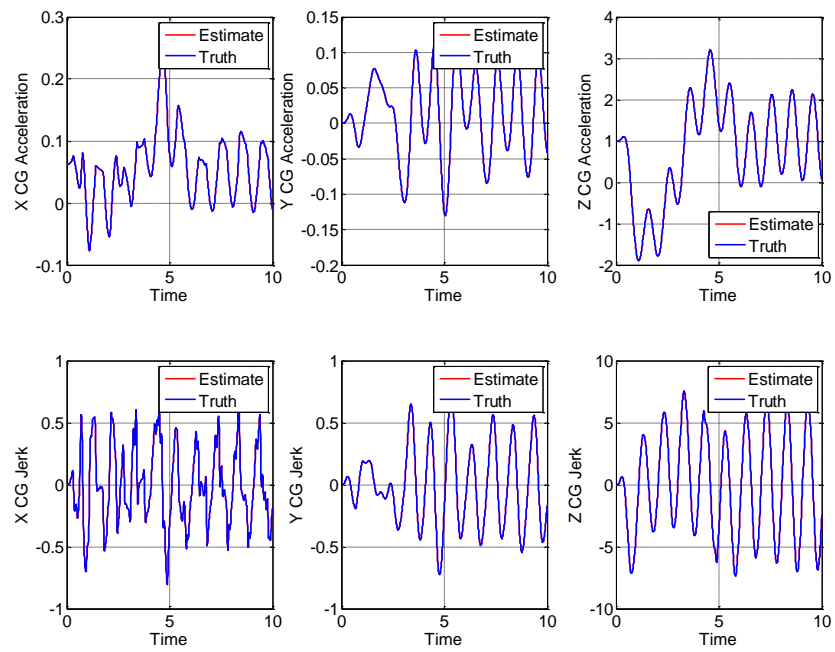 0.3
0.2
0.1
0
-0.1
X CG Acceleration
0
5
10
Time
Estimate
Truth
0.15
0.1
0.05
0
-0.05
-0.1
-0.15
-0.2
Y CG Acceleration
0
5
10
Time
Estimate
Truth
4
3
2
1
0
-1
-2
Z CG Acceleration
0
5
10
Time
Estimate
Truth
1
0.5
0
-0.5
-1
X CG Jerk
0
5
10
Time
Estimate
Truth
1
0.5
0
-0.5
-1
Y CG Jerk
0
5
10
Time
Estimate
Truth
10
5
0
-5
-10
Z CG Jerk
0
5
10
Time
Estimate
Truth